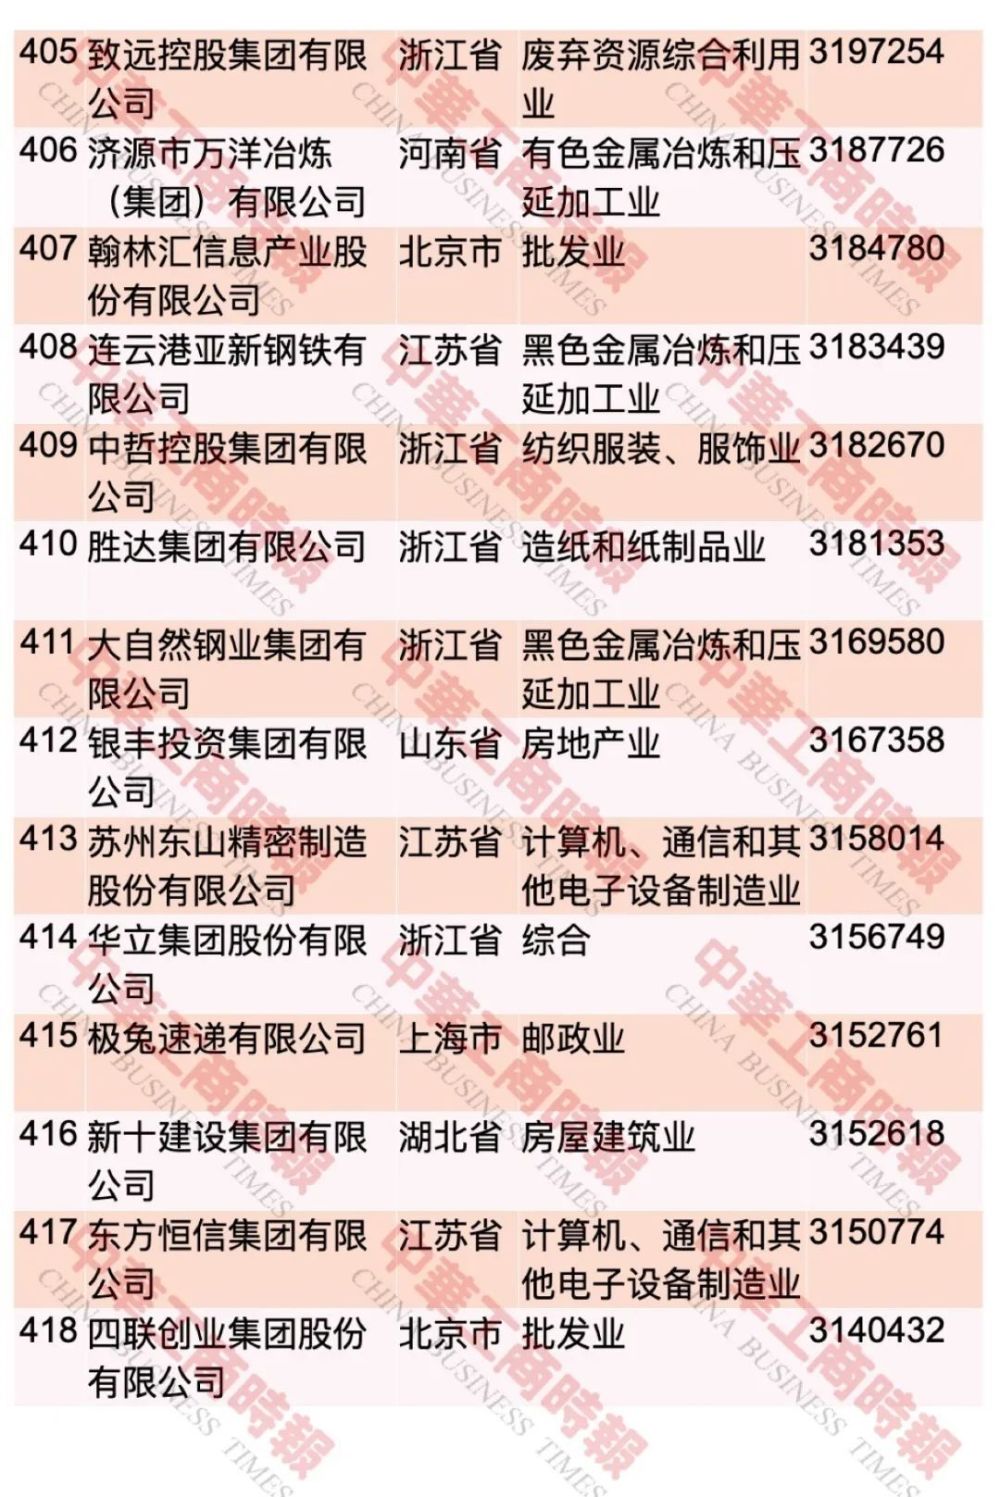 405 致远控股集团有限 浙江省 废弃资源综合利用 3197254
公司 业
406 济源市万洋冶炼 河南省 有色金属冶炼和压 3187726
（集团）有限公司 延加工业
407 翰林汇信息产业股 北京市 批发业 3184780
份有限公司
408 连云港亚新钢铁有 江苏省 黑色金属冶炼和压 3183439
限公司 延加工业
409 中哲控股集团有限 浙江省 纺织服装、服饰业 3182670
公司
410 胜达集团有限公司 浙江省 造纸和纸制品业 3181353
411 大自然钢业集团有 浙江省 黑色金属冶炼和压 3169580
限公司 延加工业
412 银丰投资集团有限 山东省 房地产业 3167358
公司
413 苏州东山精密制造 江苏省 计算机、通信和其 3158014
股份有限公司 他电子设备制造业
414 华立集团股份有限 浙江省 综合 3156749
公司
415 极兔速递有限公司 上海市 邮政业 3152761
416 新十建设集团有限 湖北省 房屋建筑业 3152618
公司
417 东方恒信集团有限 江苏省 计算机、通信和其 3150774
公司 他电子设备制造业
418 四联创业集团股份 北京市 批发业 3140432
有限公司
中華工商時報
CHINA BUSINESS TIMES